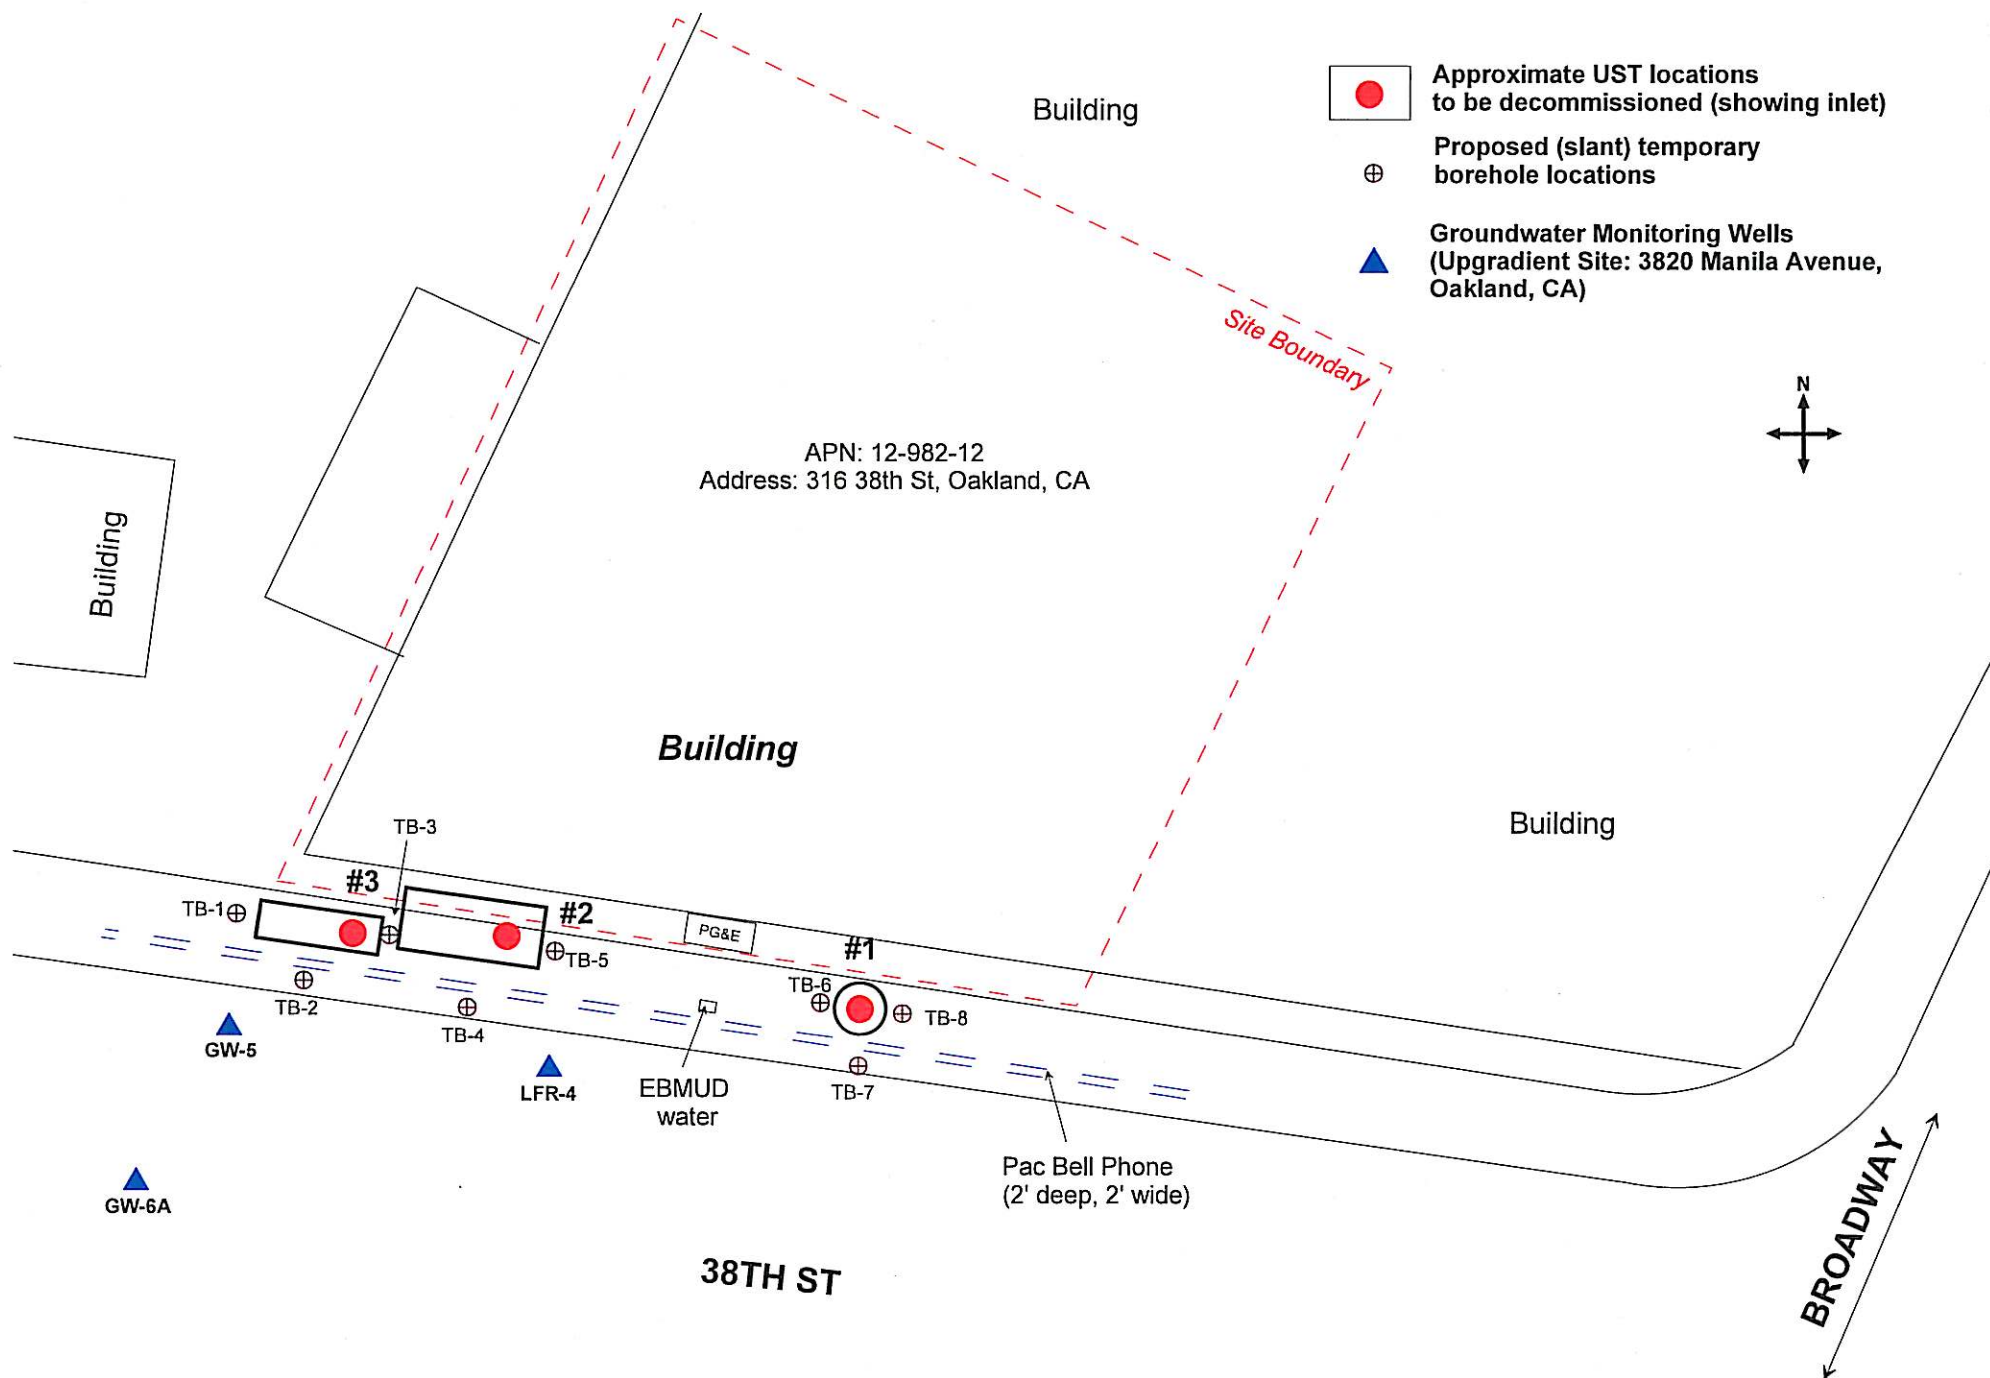 Building
Approximate UST locations
to be decommissioned (showing inlet)
Proposed (slant) temporary
borehole locations
Groundwater Monitoring Wells
(Upgradient Site: 3820 Manila Avenue,
Oakland, CA)
Site Boundary
N
APN: 12-982-12
Address: 316 38th St, Oakland, CA
Building
Building
Building
TB-3
#3
TB-1
#2
PG&E
#1
TB-5
TB-6
TB-8
TB-2
TB-4
GW-5
LFR-4
EBMUD
water
TB-7
Pac Bell Phone
(2' deep, 2' wide)
GW-6A
38TH ST
BROADWAY